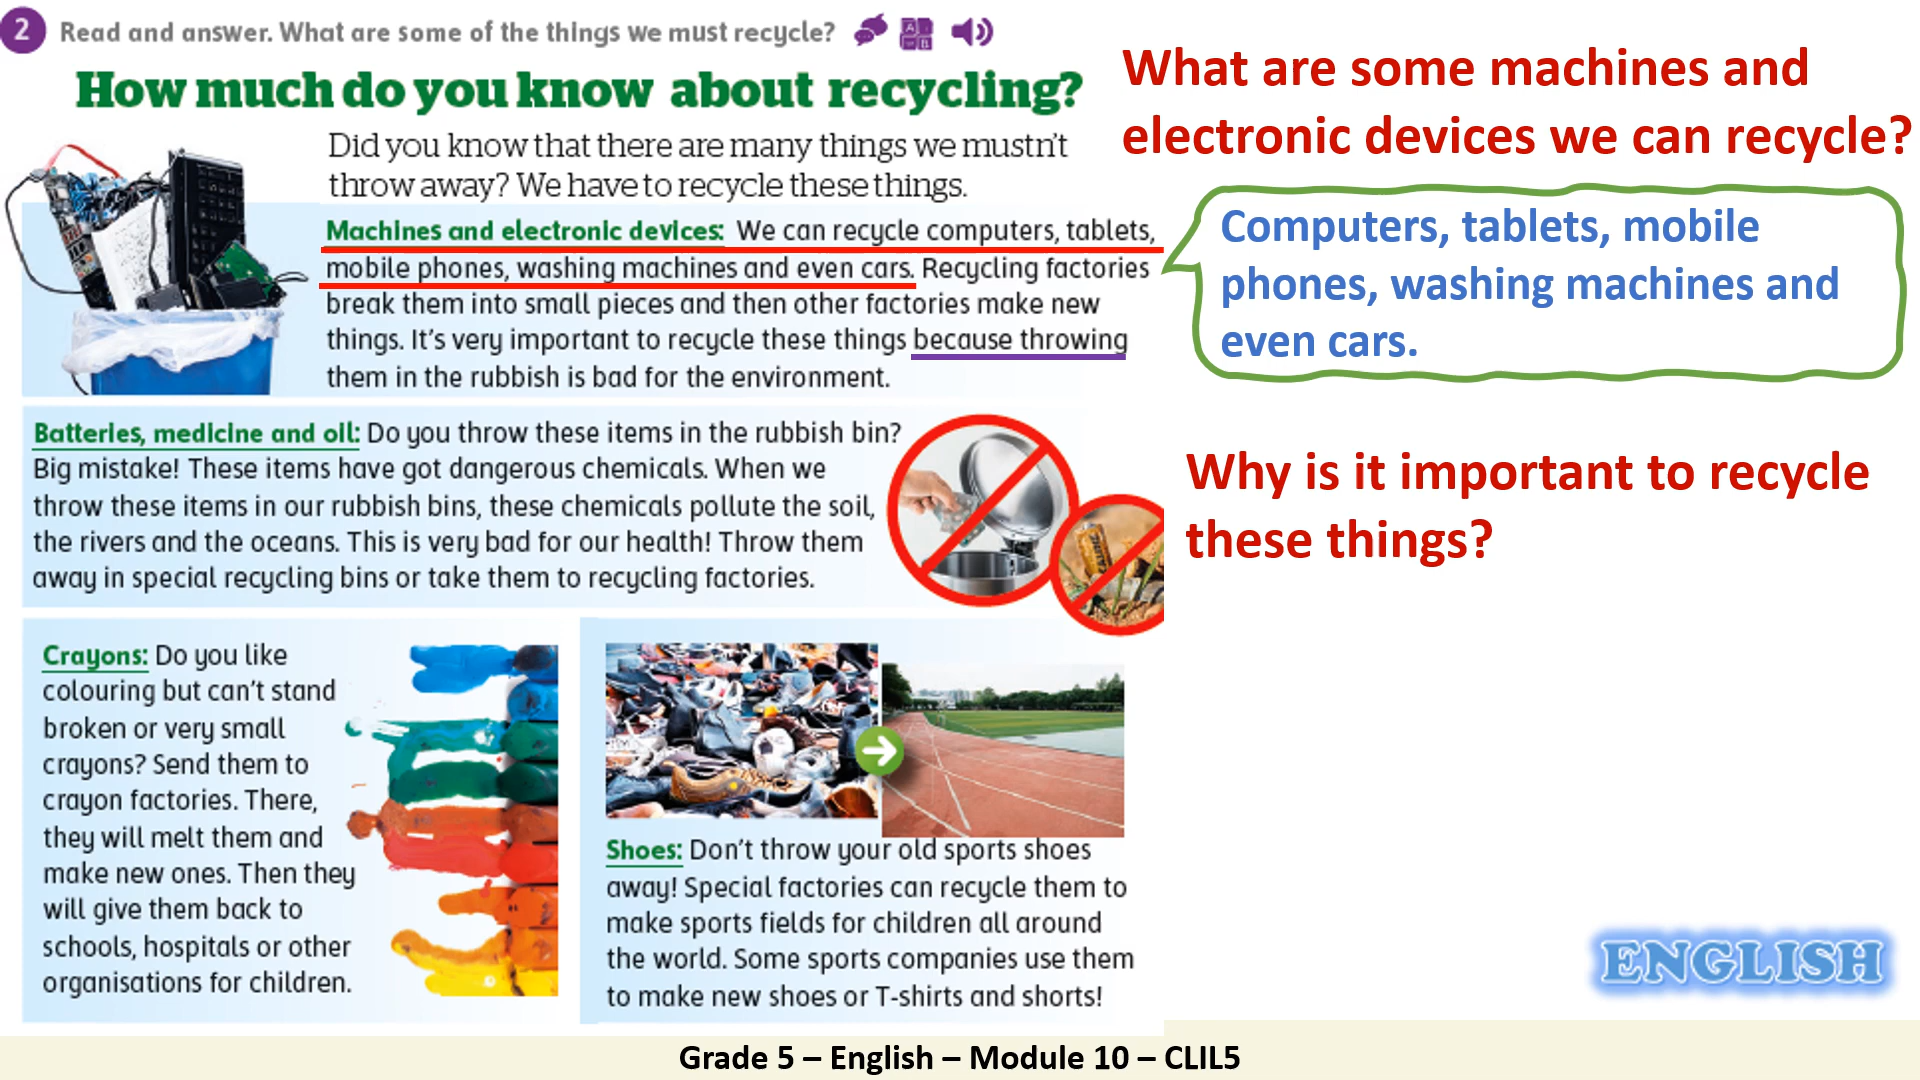 2 Read and answer. What are some of the things we must recycle?
How much do you know about recycling?
Did you know that there are many things we mustn't
throw away? We have to recycle these things.
Machines and electronic devices: We can recycle computers, tablets,
mobile phones, washing machines and even cars. Recycling factories
break them into small pieces and then other factories make new
things. It's very important to recycle these things because throwing
them in the rubbish is bad for the environment.
Batteries, medicine and oil: Do you throw these items in the rubbish bin?
Big mistake! These items have got dangerous chemicals. When we
throw these items in our rubbish bins, these chemicals pollute the soil,
the rivers and the oceans. This is very bad for our health! Throw them
away in special recycling bins or take them to recycling factories.
Crayons: Do you like
colouring but can't stand
broken or very small
crayons? Send them to
crayon factories. There,
they will melt them and
make new ones. Then they
will give them back to
schools, hospitals or other
organisations for children.
Shoes: Don't throw your old sports shoes
away! Special factories can recycle them to
make sports fields for children all around
the world. Some sports companies use them
to make new shoes or T-shirts and shorts!
What are some machines and
electronic devices we can recycle?
Computers, tablets, mobile
phones, washing machines and
even cars.
Why is it important to recycle
these things?
ENGLISH
Grade 5 – English – Module 10 – CLIL5